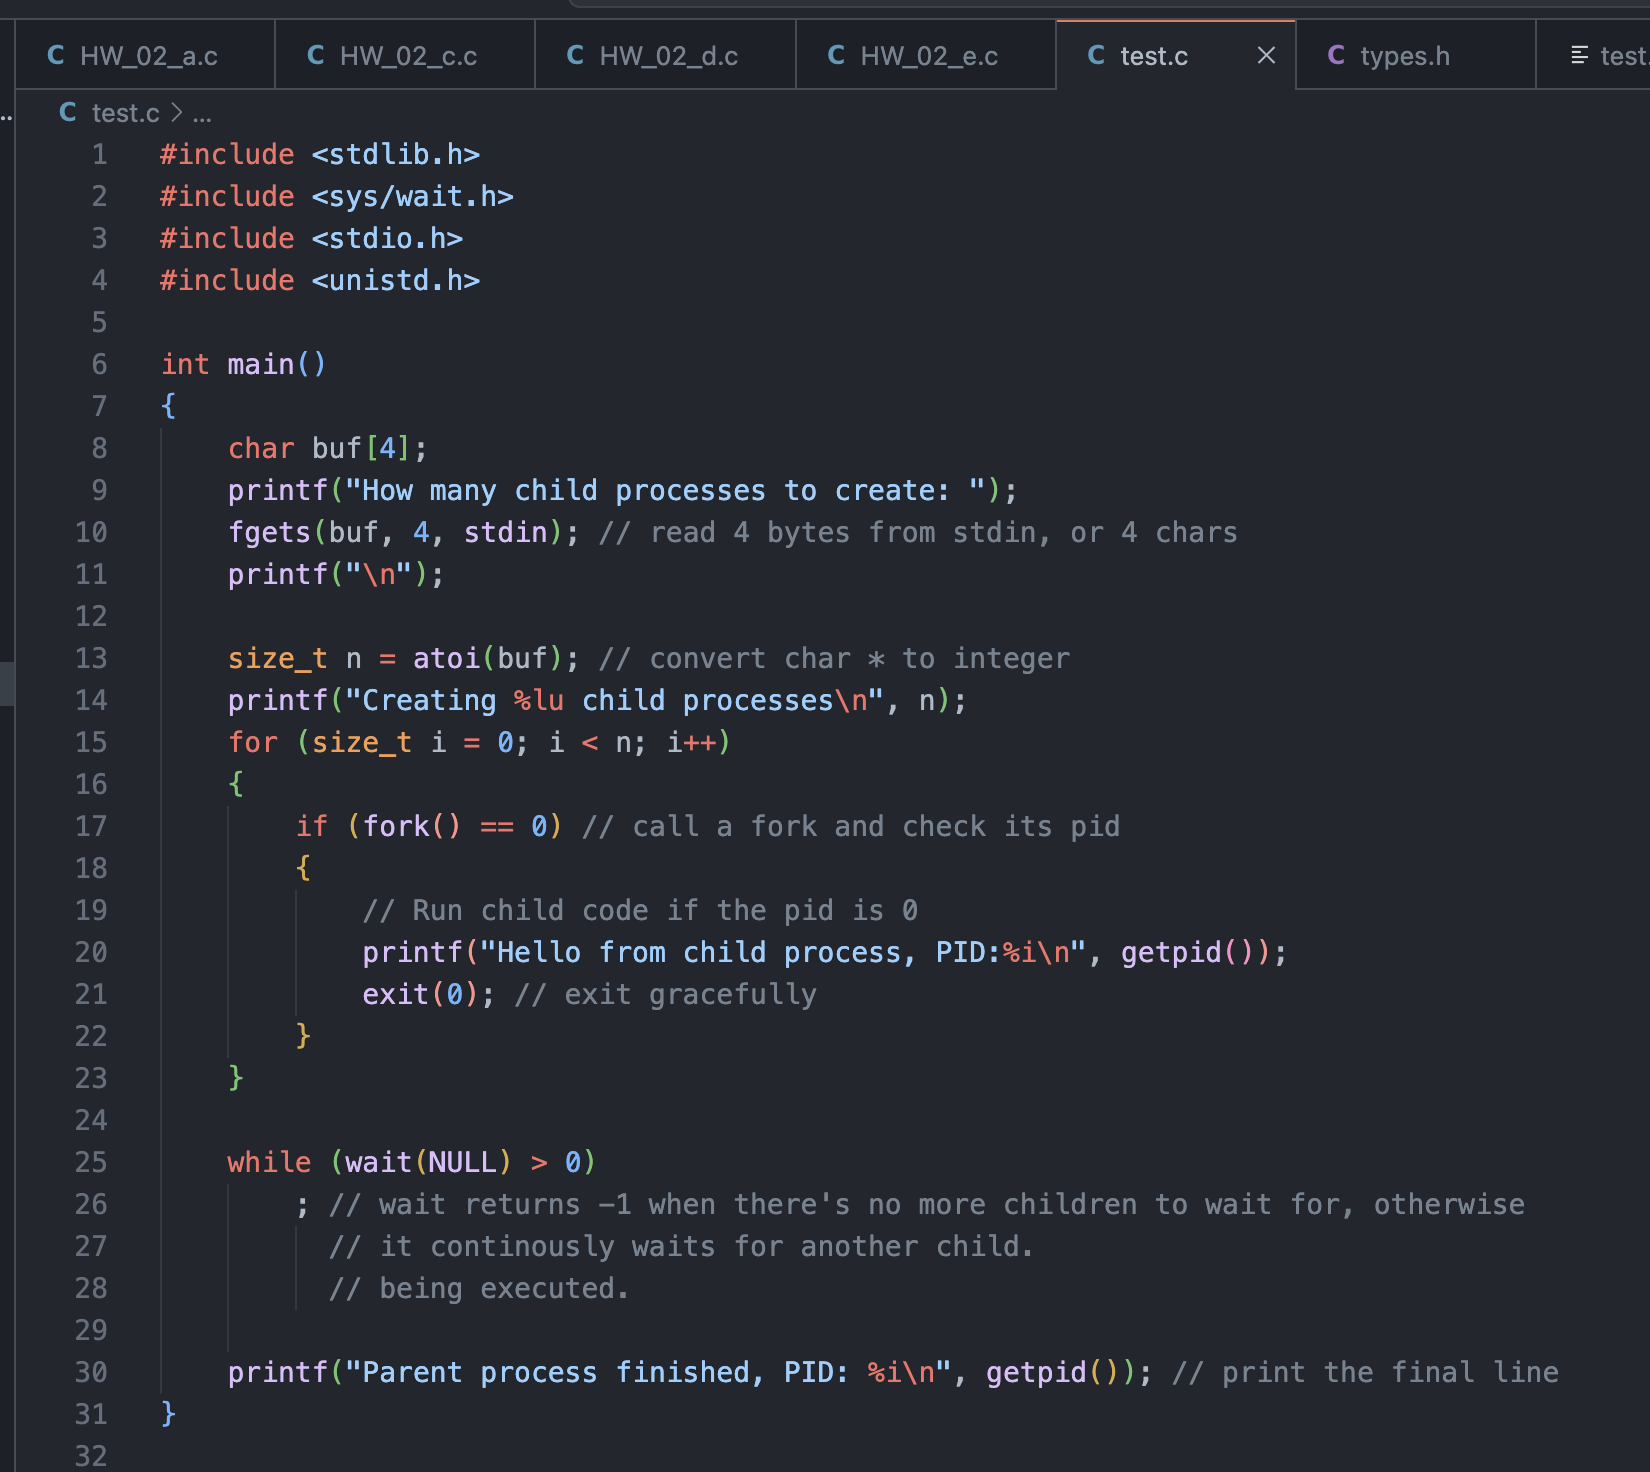 C HW_02_a.c C HW_02_c.c C HW_02_d.c C HW_02_e.c C test.c × C types.h test.
C test.c > ...
1 #include <stdlib.h>
2 #include <sys/wait.h>
3 #include <stdio.h>
4 #include <unistd.h>
5
6 int main()
7 {
8     char buf[4];
9     printf("How many child processes to create: ");
10     fgets(buf, 4, stdin); // read 4 bytes from stdin, or 4 chars
11     printf("\n");
12
13     size_t n = atoi(buf); // convert char * to integer
14     printf("Creating %lu child processes\n", n);
15     for (size_t i = 0; i < n; i++)
16     {
17         if (fork() == 0) // call a fork and check its pid
18         {
19             // Run child code if the pid is 0
20             printf("Hello from child process, PID:%i\n", getpid());
21             exit(0); // exit gracefully
22         }
23     }
24
25     while (wait(NULL) > 0)
26         ; // wait returns -1 when there's no more children to wait for, otherwise
27           // it continously waits for another child.
28           // being executed.
29
30     printf("Parent process finished, PID: %i\n", getpid()); // print the final line
31 }
32